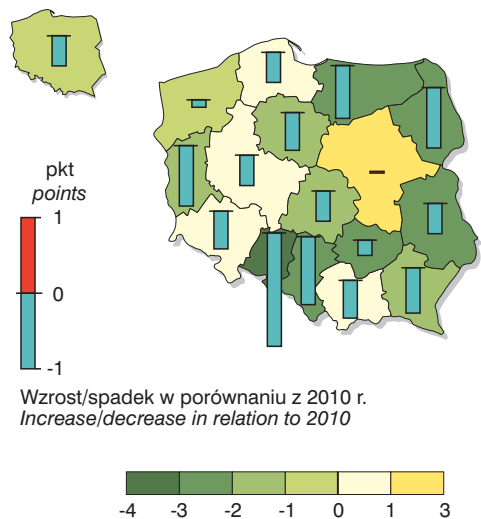 pkt
points
1
0
-1
Wzrost/spadek w porównaniu z 2010 r.
Increase/decrease in relation to 2010
-4 -3 -2 -1 0 1 3